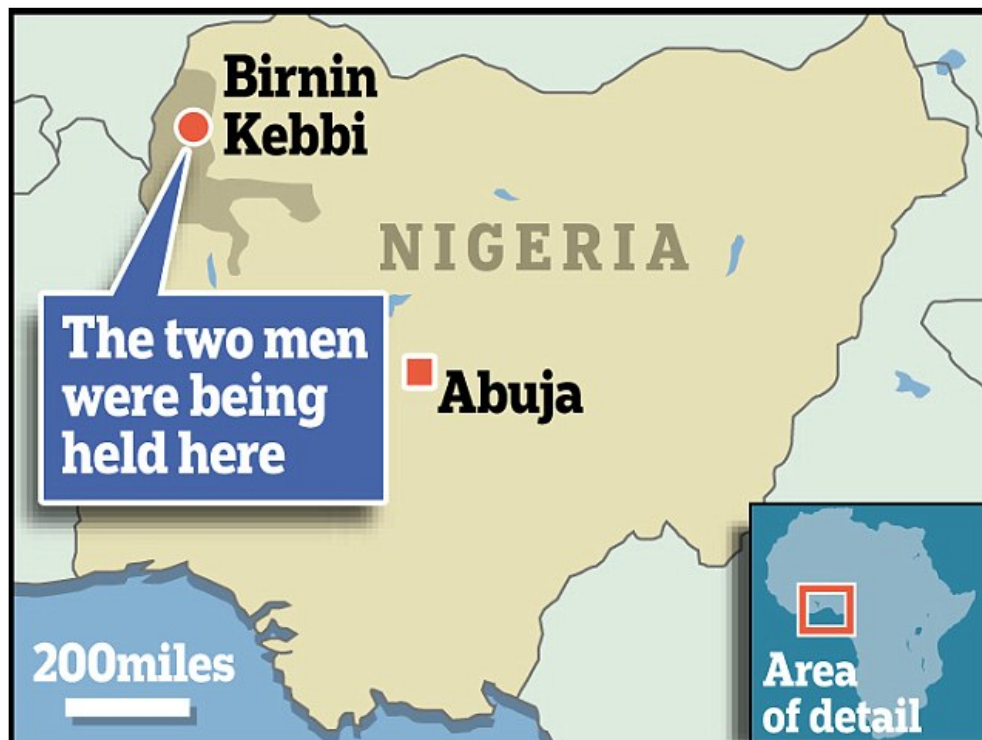 Birnin
Kebbi
NIGERIA
The two men
were being
held here
Abuja
200miles
Area
of detail